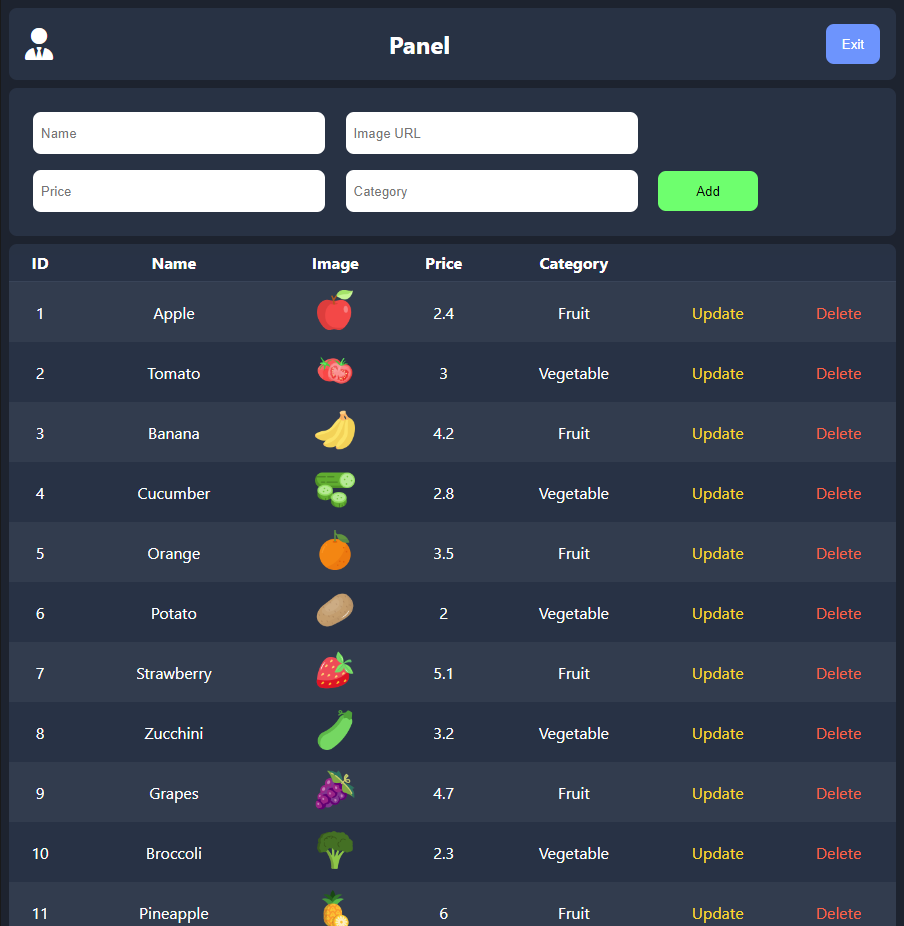 Panel Exit
Name Image URL
Price Category Add
ID Name Image Price Category
1 Apple 2.4 Fruit Update Delete
2 Tomato 3 Vegetable Update Delete
3 Banana 4.2 Fruit Update Delete
4 Cucumber 2.8 Vegetable Update Delete
5 Orange 3.5 Fruit Update Delete
6 Potato 2 Vegetable Update Delete
7 Strawberry 5.1 Fruit Update Delete
8 Zucchini 3.2 Vegetable Update Delete
9 Grapes 4.7 Fruit Update Delete
10 Broccoli 2.3 Vegetable Update Delete
11 Pineapple 6 Fruit Update Delete